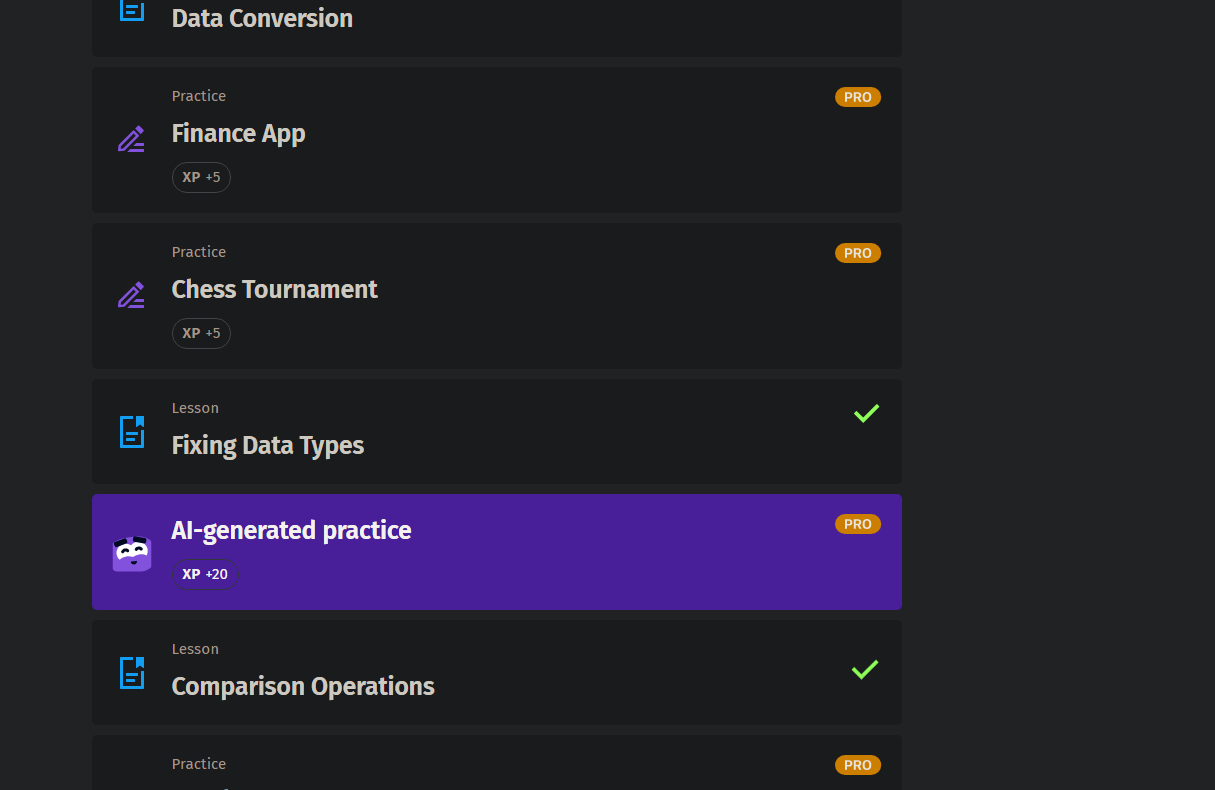 Data Conversion
Practice
PRO
Finance App
XP +5
Practice
PRO
Chess Tournament
XP +5
Lesson
Fixing Data Types
AI-generated practice
PRO
XP +20
Lesson
Comparison Operations
Practice
PRO